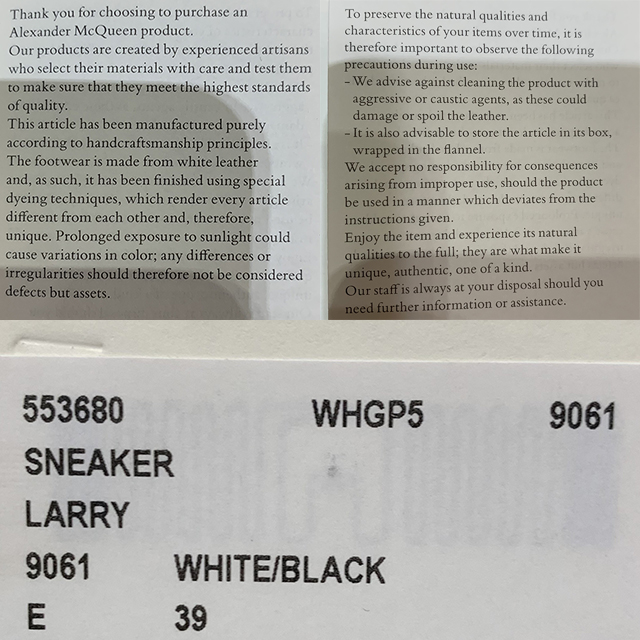 Thank you for choosing to purchase an
Alexander McQueen product.
Our products are created by experienced artisans
who select their materials with care and test them
to make sure that they meet the highest standards
of quality.
This article has been manufactured purely
according to handcraftsmanship principles.
The footwear is made from white leather
and, as such, it has been finished using special
dyeing techniques, which render every article
different from each other and, therefore,
unique. Prolonged exposure to sunlight could
cause variations in color; any differences or
irregularities should therefore not be considered
defects but assets.
To preserve the natural qualities and
characteristics of your items over time, it is
therefore important to observe the following
precautions during use:
– We advise against cleaning the product with
aggressive or caustic agents, as these could
damage or spoil the leather.
– It is also advisable to store the article in its box,
wrapped in the flannel.
We accept no responsibility for consequences
arising from improper use, should the product
be used in a manner which deviates from the
instructions given.
Enjoy the item and experience its natural
qualities to the full; they are what make it
unique, authentic, one of a kind.
Our staff is always at your disposal should you
need further information or assistance.
553680 WHGP5 9061
SNEAKER
LARRY
9061 WHITE/BLACK
E 39